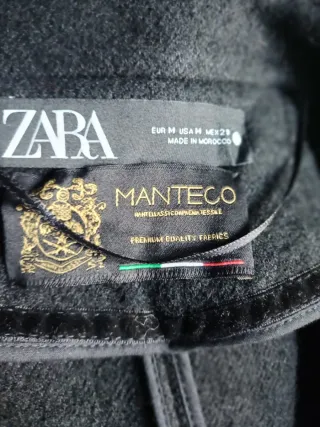 ZARA
EUR M USA M MEX 28
MADE IN MOROCCO
MANTECO
PREMIUM QUALITY FABRICS